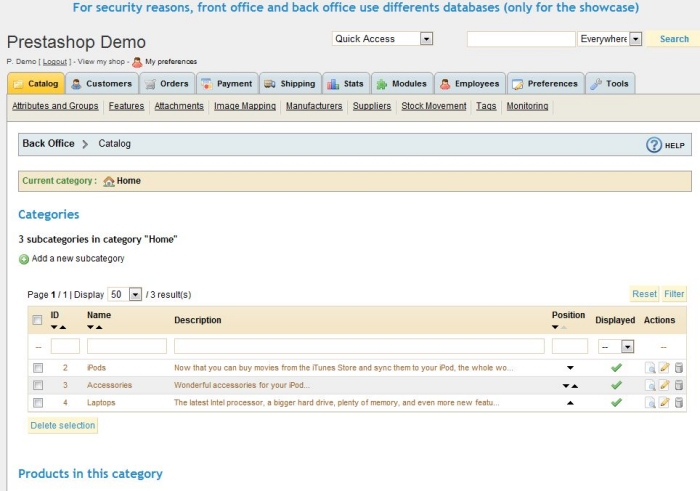 For security reasons, front office and back office use differents databases (only for the showcase)
Prestashop Demo
Quick Access
Everywhere
Search
P. Demo [ Logout ] - View my shop - My preferences
Catalog Customers Orders Payment Shipping Stats Modules Employees Preferences Tools
Attributes and Groups Features Attachments Image Mapping Manufacturers Suppliers Stock Movement Tags Monitoring
Back Office > Catalog
HELP
Current category : Home
Categories
3 subcategories in category "Home"
Add a new subcategory
Page 1 / 1 | Display 50 / 3 result(s)
Reset Filter
ID Name Description Position Displayed Actions
-- -- --
2 iPods Now that you can buy movies from the iTunes Store and sync them to your iPod, the whole wo...
3 Accessories Wonderful accessories for your iPod...
4 Laptops The latest Intel processor, a bigger hard drive, plenty of memory, and even more new featu...
Delete selection
Products in this category